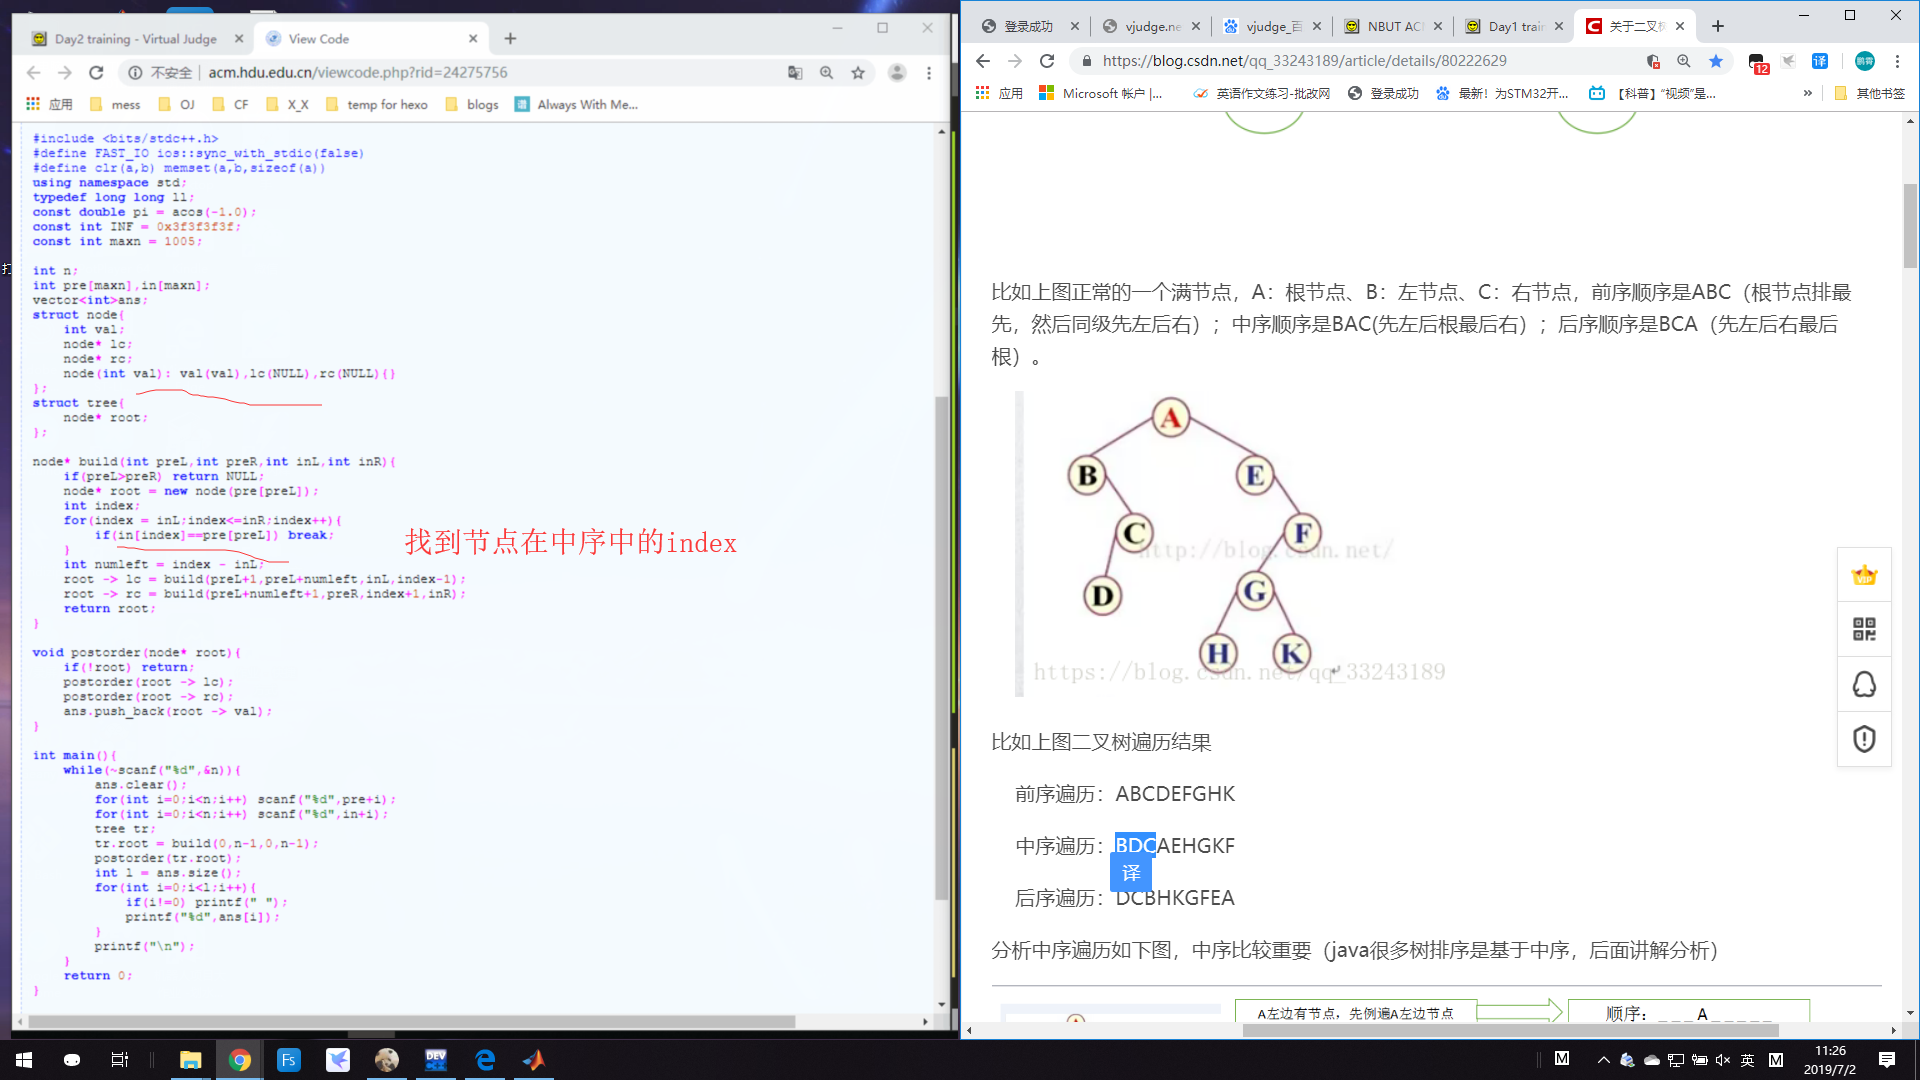 Day2 training - Virtual Judge
View Code
不安全 | acm.hdu.edu.cn/viewcode.php?rid=24275756
应用 mess OJ CF X_X temp for hexo blogs Always With Me...
#include <bits/stdc++.h>
#define FAST_IO ios::sync_with_stdio(false)
#define clr(a,b) memset(a,b,sizeof(a))
using namespace std;
typedef long long ll;
const double pi = acos(-1.0);
const int INF = 0x3f3f3f3f;
const int maxn = 1005;
int n;
int pre[maxn],in[maxn];
vector<int>ans;
struct node{
    int val;
    node* lc;
    node* rc;
    node(int val): val(val),lc(NULL),rc(NULL){}
};
struct tree{
    node* root;
};
node* build(int preL,int preR,int inL,int inR){
    if(preL>preR) return NULL;
    node* root = new node(pre[preL]);
    int index;
    for(index = inL;index<=inR;index++){
        if(in[index]==pre[preL]) break;
    }
    int numleft = index - inL;
    root -> lc = build(preL+1,preL+numleft,inL,index-1);
    root -> rc = build(preL+numleft+1,preR,index+1,inR);
    return root;
}
找到节点在中序中的index
void postorder(node* root){
    if(!root) return;
    postorder(root -> lc);
    postorder(root -> rc);
    ans.push_back(root -> val);
}
int main(){
    while(~scanf("%d",&n)){
        ans.clear();
        for(int i=0;i<n;i++) scanf("%d",pre+i);
        for(int i=0;i<n;i++) scanf("%d",in+i);
        tree tr;
        tr.root = build(0,n-1,0,n-1);
        postorder(tr.root);
        int l = ans.size();
        for(int i=0;i<l;i++){
            if(i!=0) printf(" ");
            printf("%d",ans[i]);
        }
        printf("\n");
    }
    return 0;
}
登录成功
vjudge.ne
vjudge_百
NBUT AC
Day1 train
关于二叉
https://blog.csdn.net/qq_33243189/article/details/80222629
12
译
鹏青
应用 Microsoft 帐户 |... 英语作文练习-批改网 登录成功 最新！为STM32开... 【科普】“视频”是... » 其他书签
比如上图正常的一个满节点，A：根节点、B：左节点、C：右节点，前序顺序是ABC（根节点排最
先，然后同级先左后右）；中序顺序是BAC(先左后根最后右）；后序顺序是BCA（先左后右最后
根）。
A
B E
C F
http://blog.csdn.net/
D G
H K
https://blog.csdn.net/qq_33243189
VIP
比如上图二叉树遍历结果
前序遍历：ABCDEFGHK
中序遍历：BDCAEHGKF
译
后序遍历：DCBHKGFEA
分析中序遍历如下图，中序比较重要（java很多树排序是基于中序，后面讲解分析）
A左边有节点，先例遍A左边节点
顺序：_ _ _ A _ _ _ _ _
Fs
DEV
英
M
11:26
2019/7/2